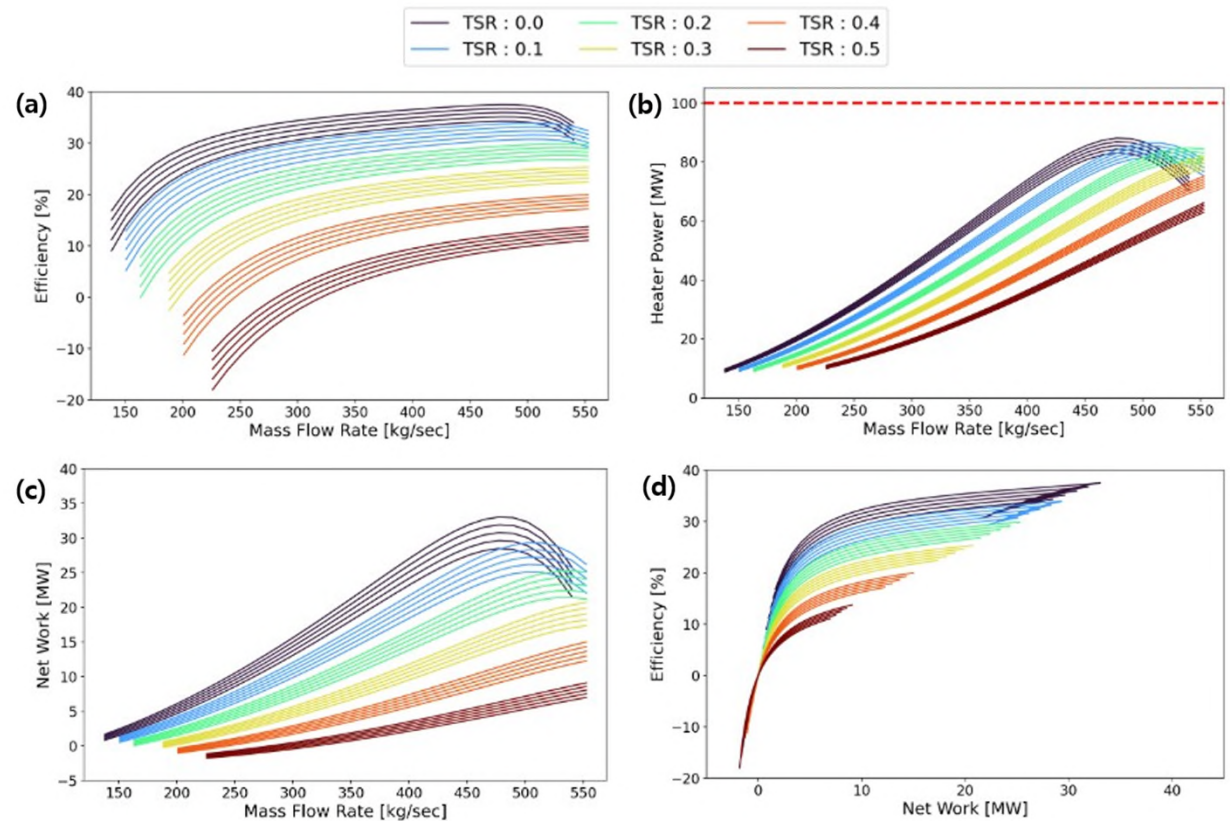 TSR : 0.0 TSR : 0.2 TSR : 0.4
TSR : 0.1 TSR : 0.3 TSR : 0.5
(a)
40
30
20
10
0
−10
−20
Efficiency [%]
150 200 250 300 350 400 450 500 550
Mass Flow Rate [kg/sec]
(b)
100
80
60
40
20
0
Heater Power [MW]
150 200 250 300 350 400 450 500 550
Mass Flow Rate [kg/sec]
(c)
40
35
30
25
20
15
10
5
0
−5
Net Work [MW]
150 200 250 300 350 400 450 500 550
Mass Flow Rate [kg/sec]
(d)
40
30
20
10
0
−10
−20
Efficiency [%]
0 10 20 30 40
Net Work [MW]